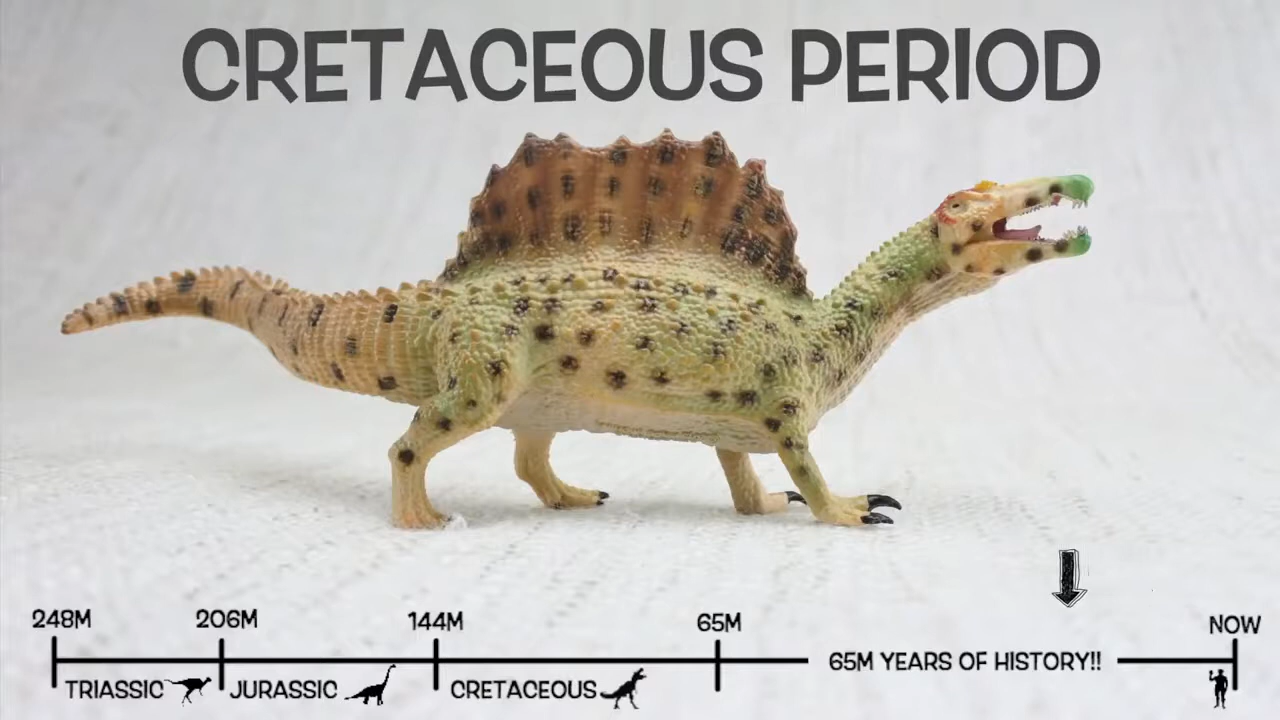 CRETACEOUS PERIOD
248M 206M 144M 65M NOW
65M YEARS OF HISTORY!!
TRIASSIC JURASSIC CRETACEOUS